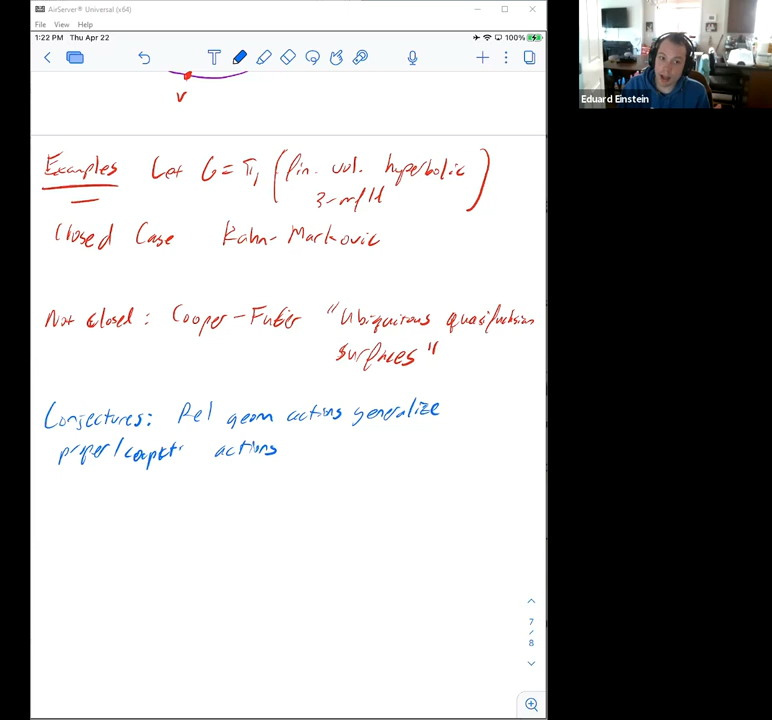 AirServer® Universal (x64)
File Edit View Help
1:22 PM Thu Apr 22
100%
v
Examples Let G = π₁ (fin. vol. hyperbolic
3-mfld)
Closed Case Kahn-Markovic
Not closed: Cooper-Futer "Ubiquitous quasifuchsian
surfaces"
Conjectures: Rel geom actions generalize
proper/cocpct. actions
7
/
8
Eduard Einstein